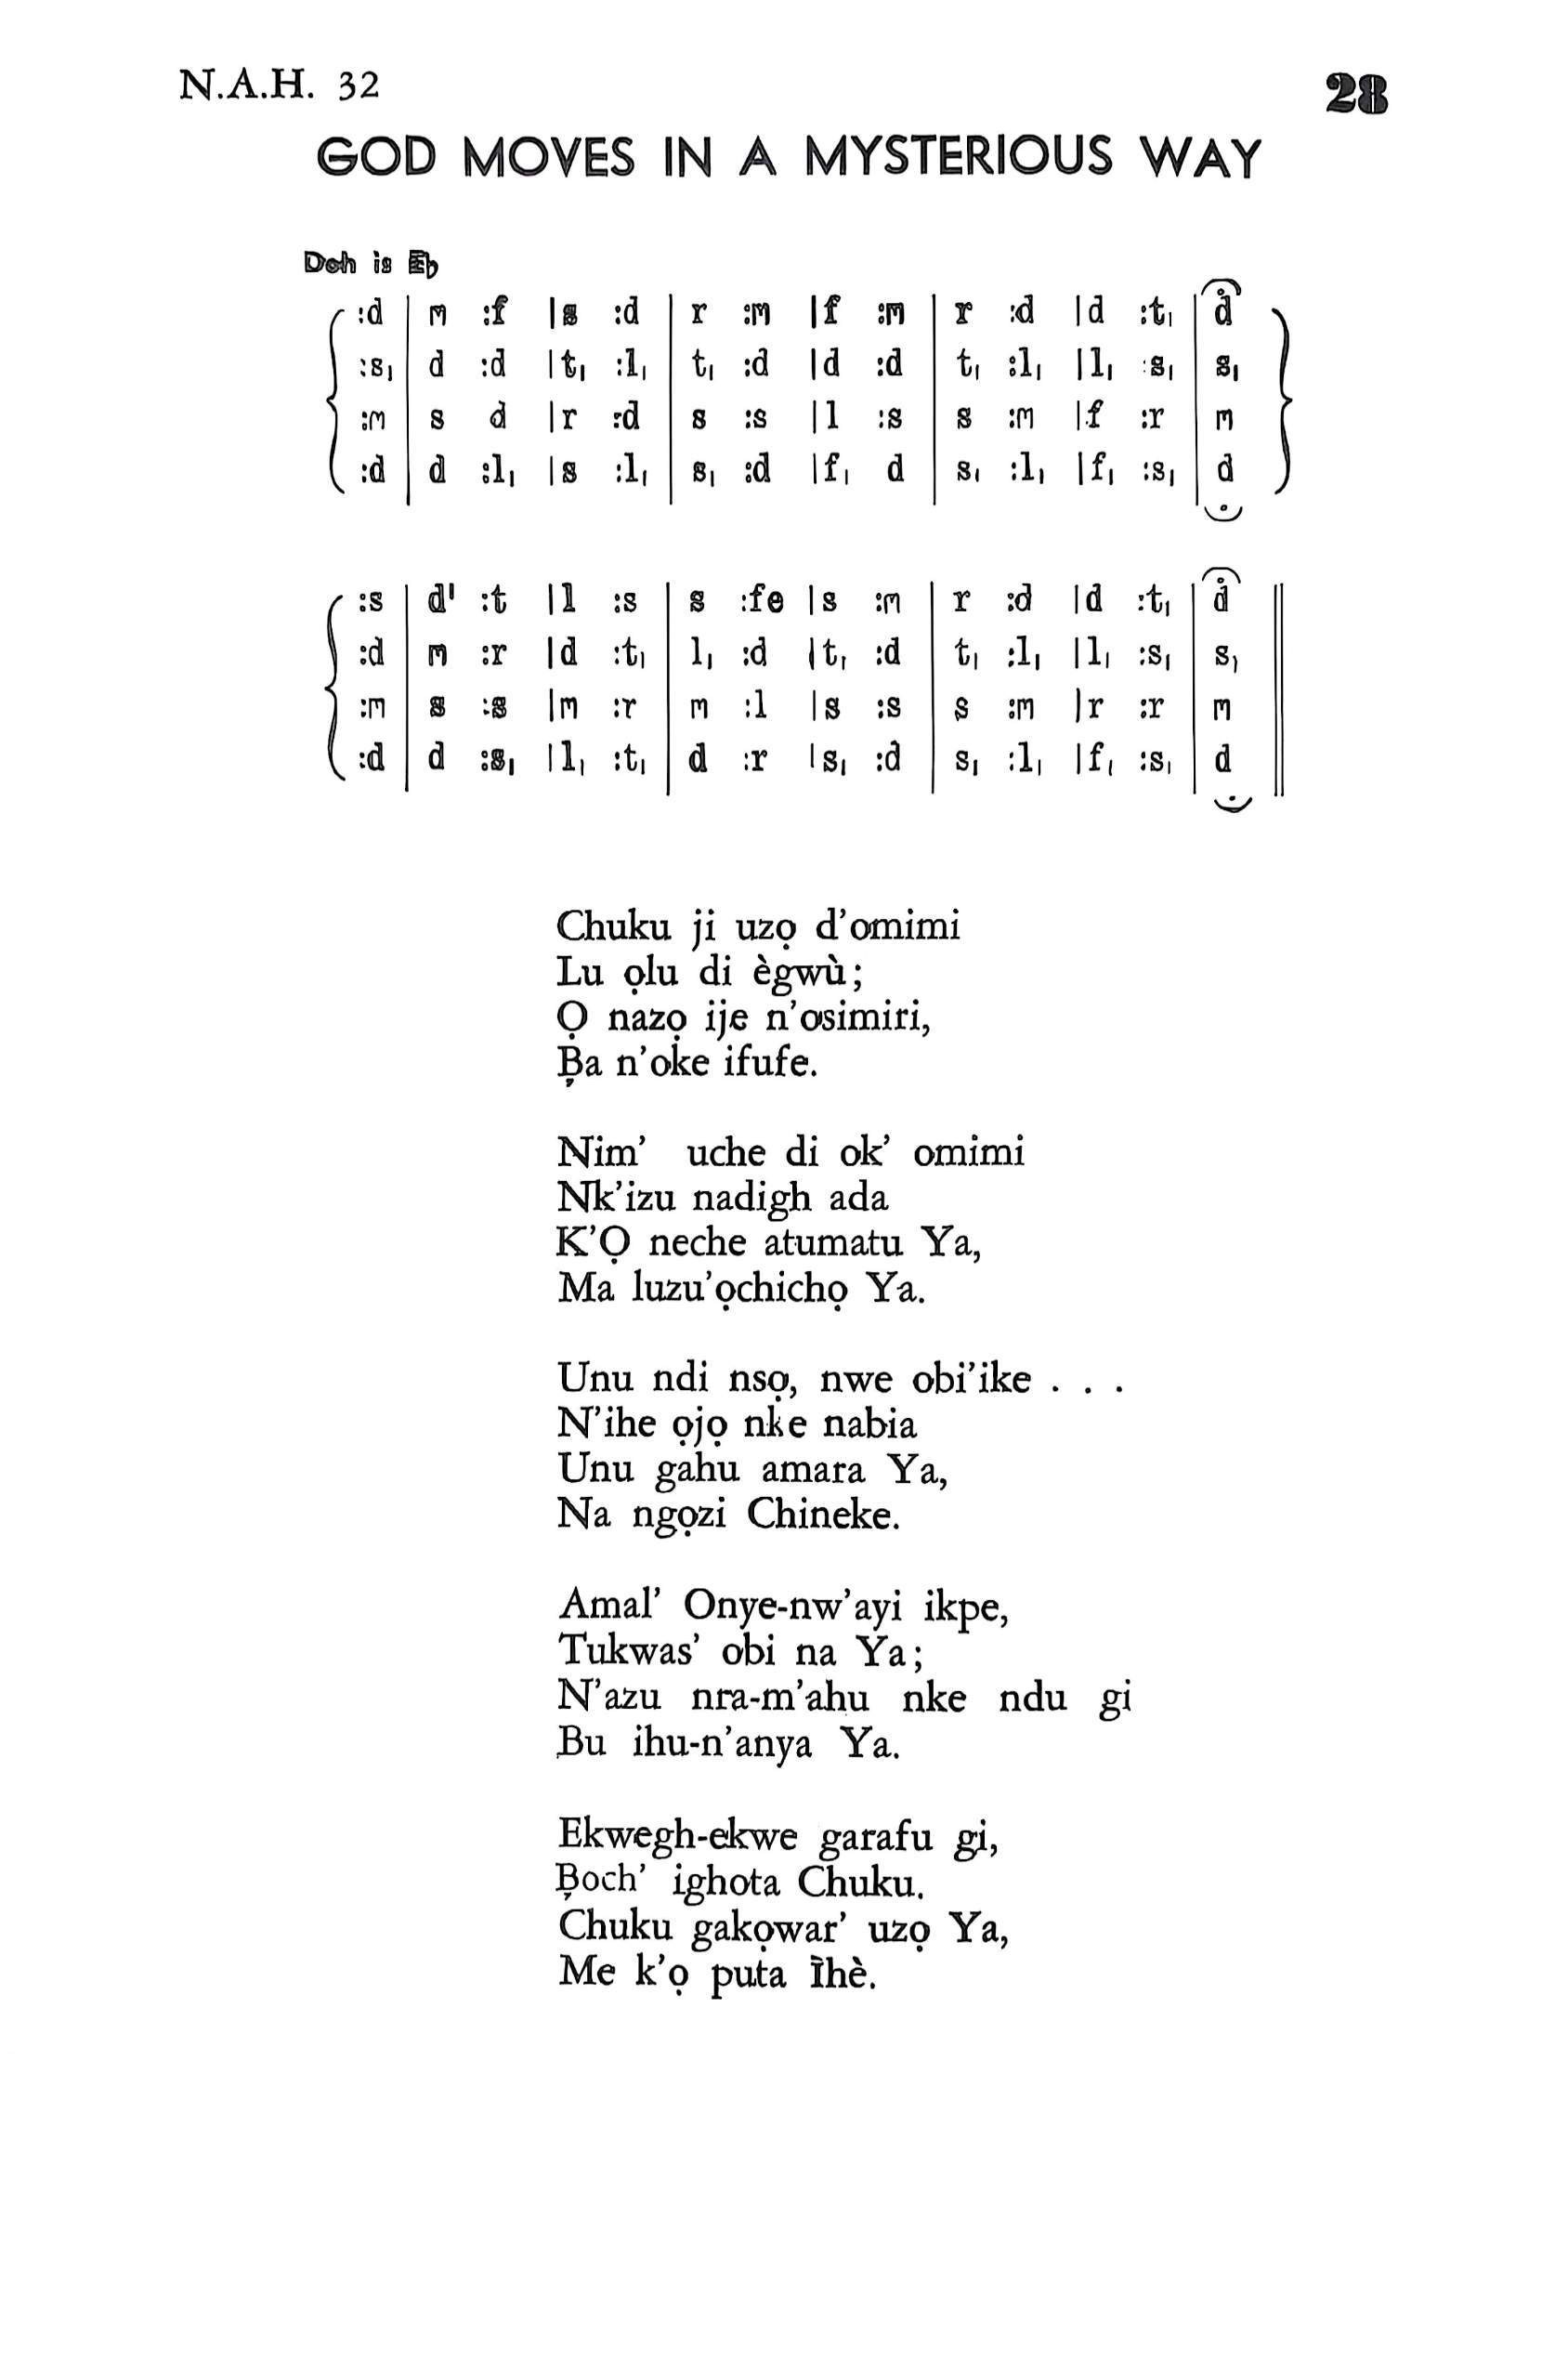 N.A.H. 32
28
GOD MOVES IN A MYSTERIOUS WAY
Doh is E♭
:d | m :f |s :d | r :m |f :m | r :d |d :t₁ | d
:s₁ | d :d |t₁ :l₁ | t₁ :d |d :d | t₁ :l₁ |l₁ :s₁ | s₁
:m | s d |r :d | s :s |l :s | s :m |f :r | m
:d | d :l₁ |s :l₁ | s₁ :d |f₁ d | s₁ :l₁ |f₁ :s₁ | d
:s | d' :t |l :s | s :fe |s :m | r :d |d :t₁ | d
:d | m :r |d :t₁ | l₁ :d |t₁ :d | t₁ :l₁ |l₁ :s₁ | s₁
:m | s :s |m :r | m :l |s :s | s :m |r :r | m
:d | d :s₁ |l₁ :t₁ | d :r |s₁ :d | s₁ :l₁ |f₁ :s₁ | d
Chuku ji uzọ d’omimi
Lu ọlu di ègwù;
Ọ nazọ ije n’osimiri,
Ḅa n’oke ifufe.
Nim’ uche di ok’ omimi
Nk’izu nadigh ada
K’Ọ neche atumatu Ya,
Ma luzu’ọchichọ Ya.
Unu ndi nsọ, nwe obi’ike . . .
N’ihe ọjọ nke nabia
Unu gahu amara Ya,
Na ngọzi Chineke.
Amal’ Onye-nw’ayi ikpe,
Tukwas’ obi na Ya;
N’azu nra-m’ahu nke ndu gi
Bu ihu-n’anya Ya.
Ekwegh-ekwe garafu gi,
Ḅoch’ ighota Chuku.
Chuku gakọwar’ uzọ Ya,
Me k’ọ puta Ìhè.